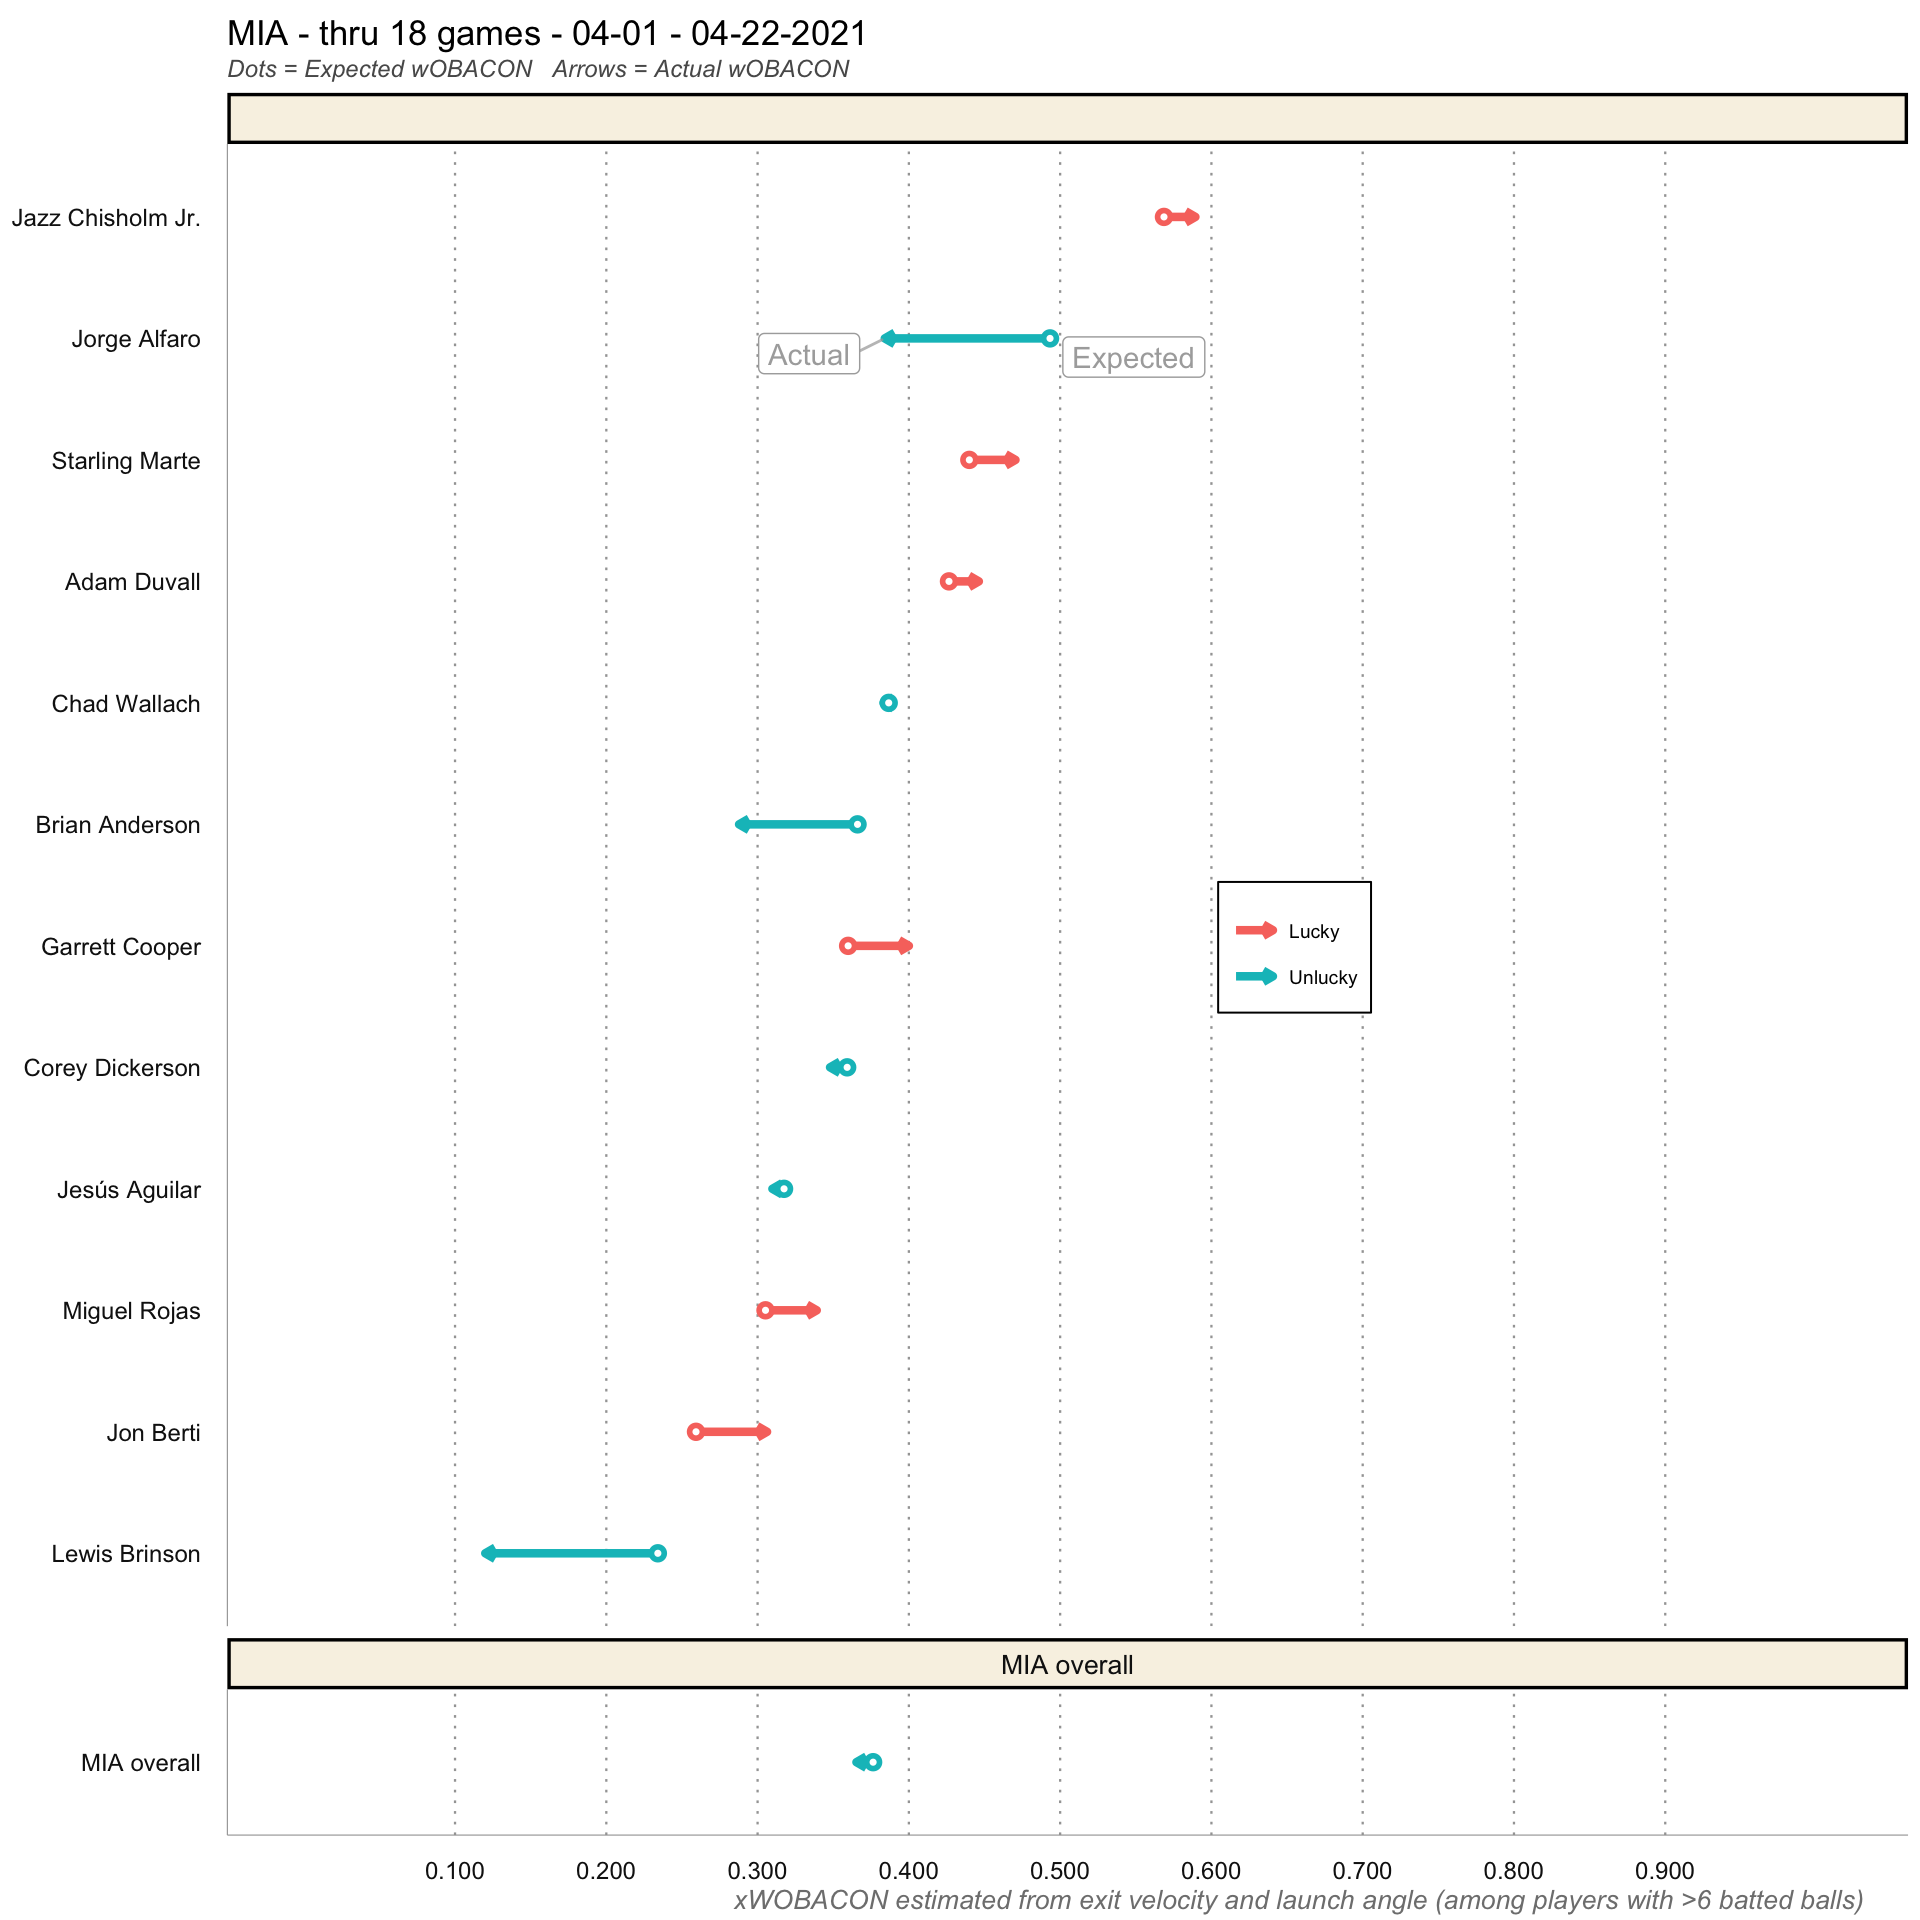 MIA - thru 18 games - 04-01 - 04-22-2021
Dots = Expected wOBACON   Arrows = Actual wOBACON
Jazz Chisholm Jr.
Jorge Alfaro
Actual
Expected
Starling Marte
Adam Duvall
Chad Wallach
Brian Anderson
Garrett Cooper
Lucky
Unlucky
Corey Dickerson
Jesús Aguilar
Miguel Rojas
Jon Berti
Lewis Brinson
MIA overall
MIA overall
0.100 0.200 0.300 0.400 0.500 0.600 0.700 0.800 0.900
xWOBACON estimated from exit velocity and launch angle (among players with >6 batted balls)